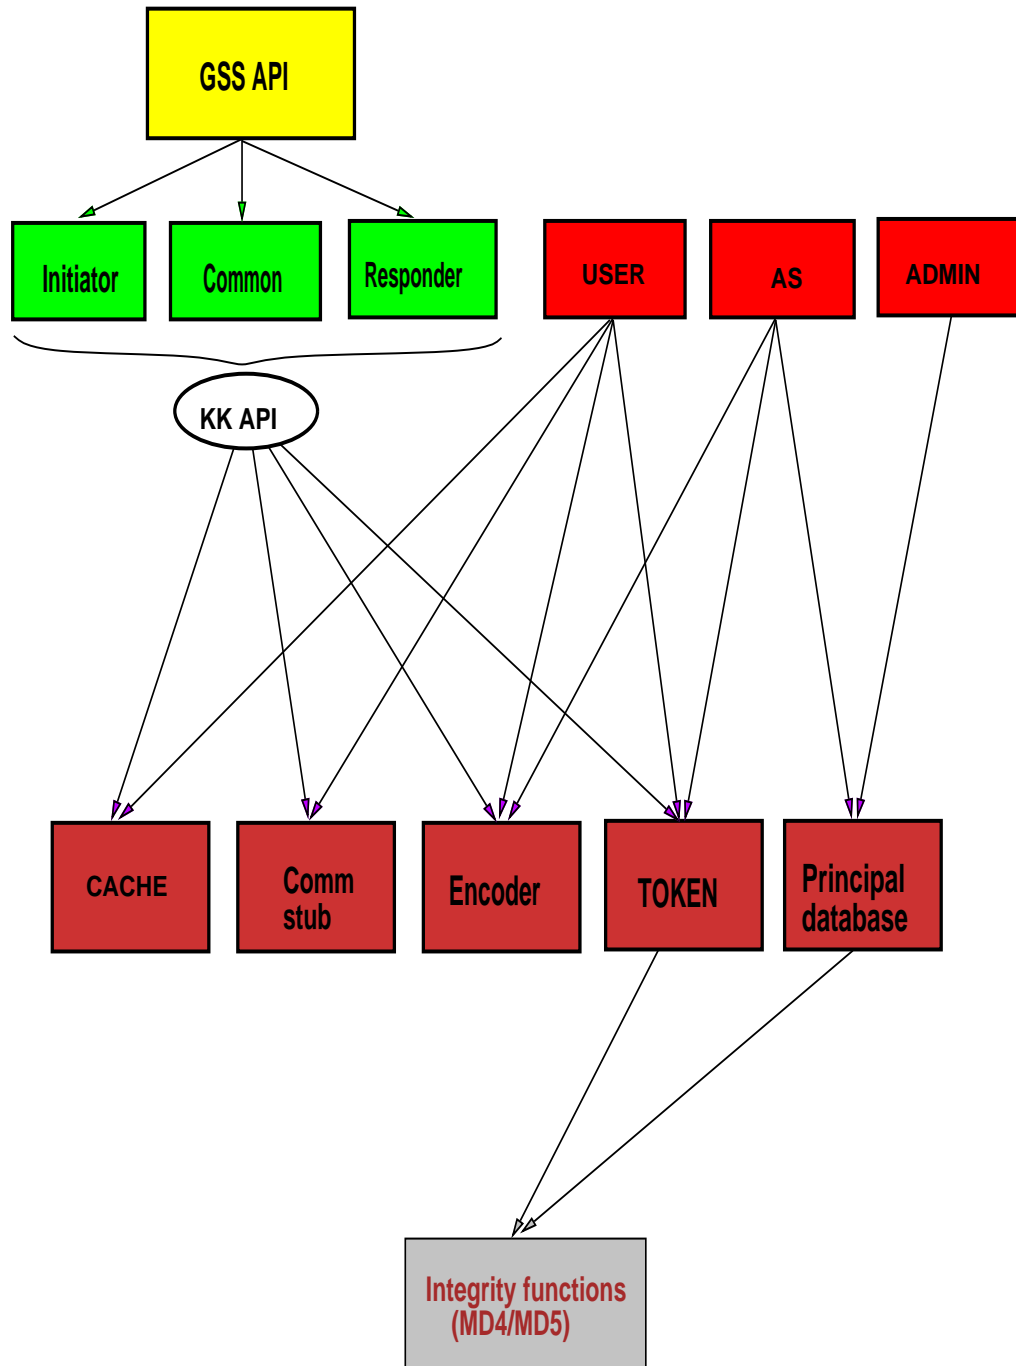 GSS API
Initiator
Common
Responder
USER
AS
ADMIN
KK API
CACHE
Comm
stub
Encoder
TOKEN
Principal
database
Integrity functions
(MD4/MD5)